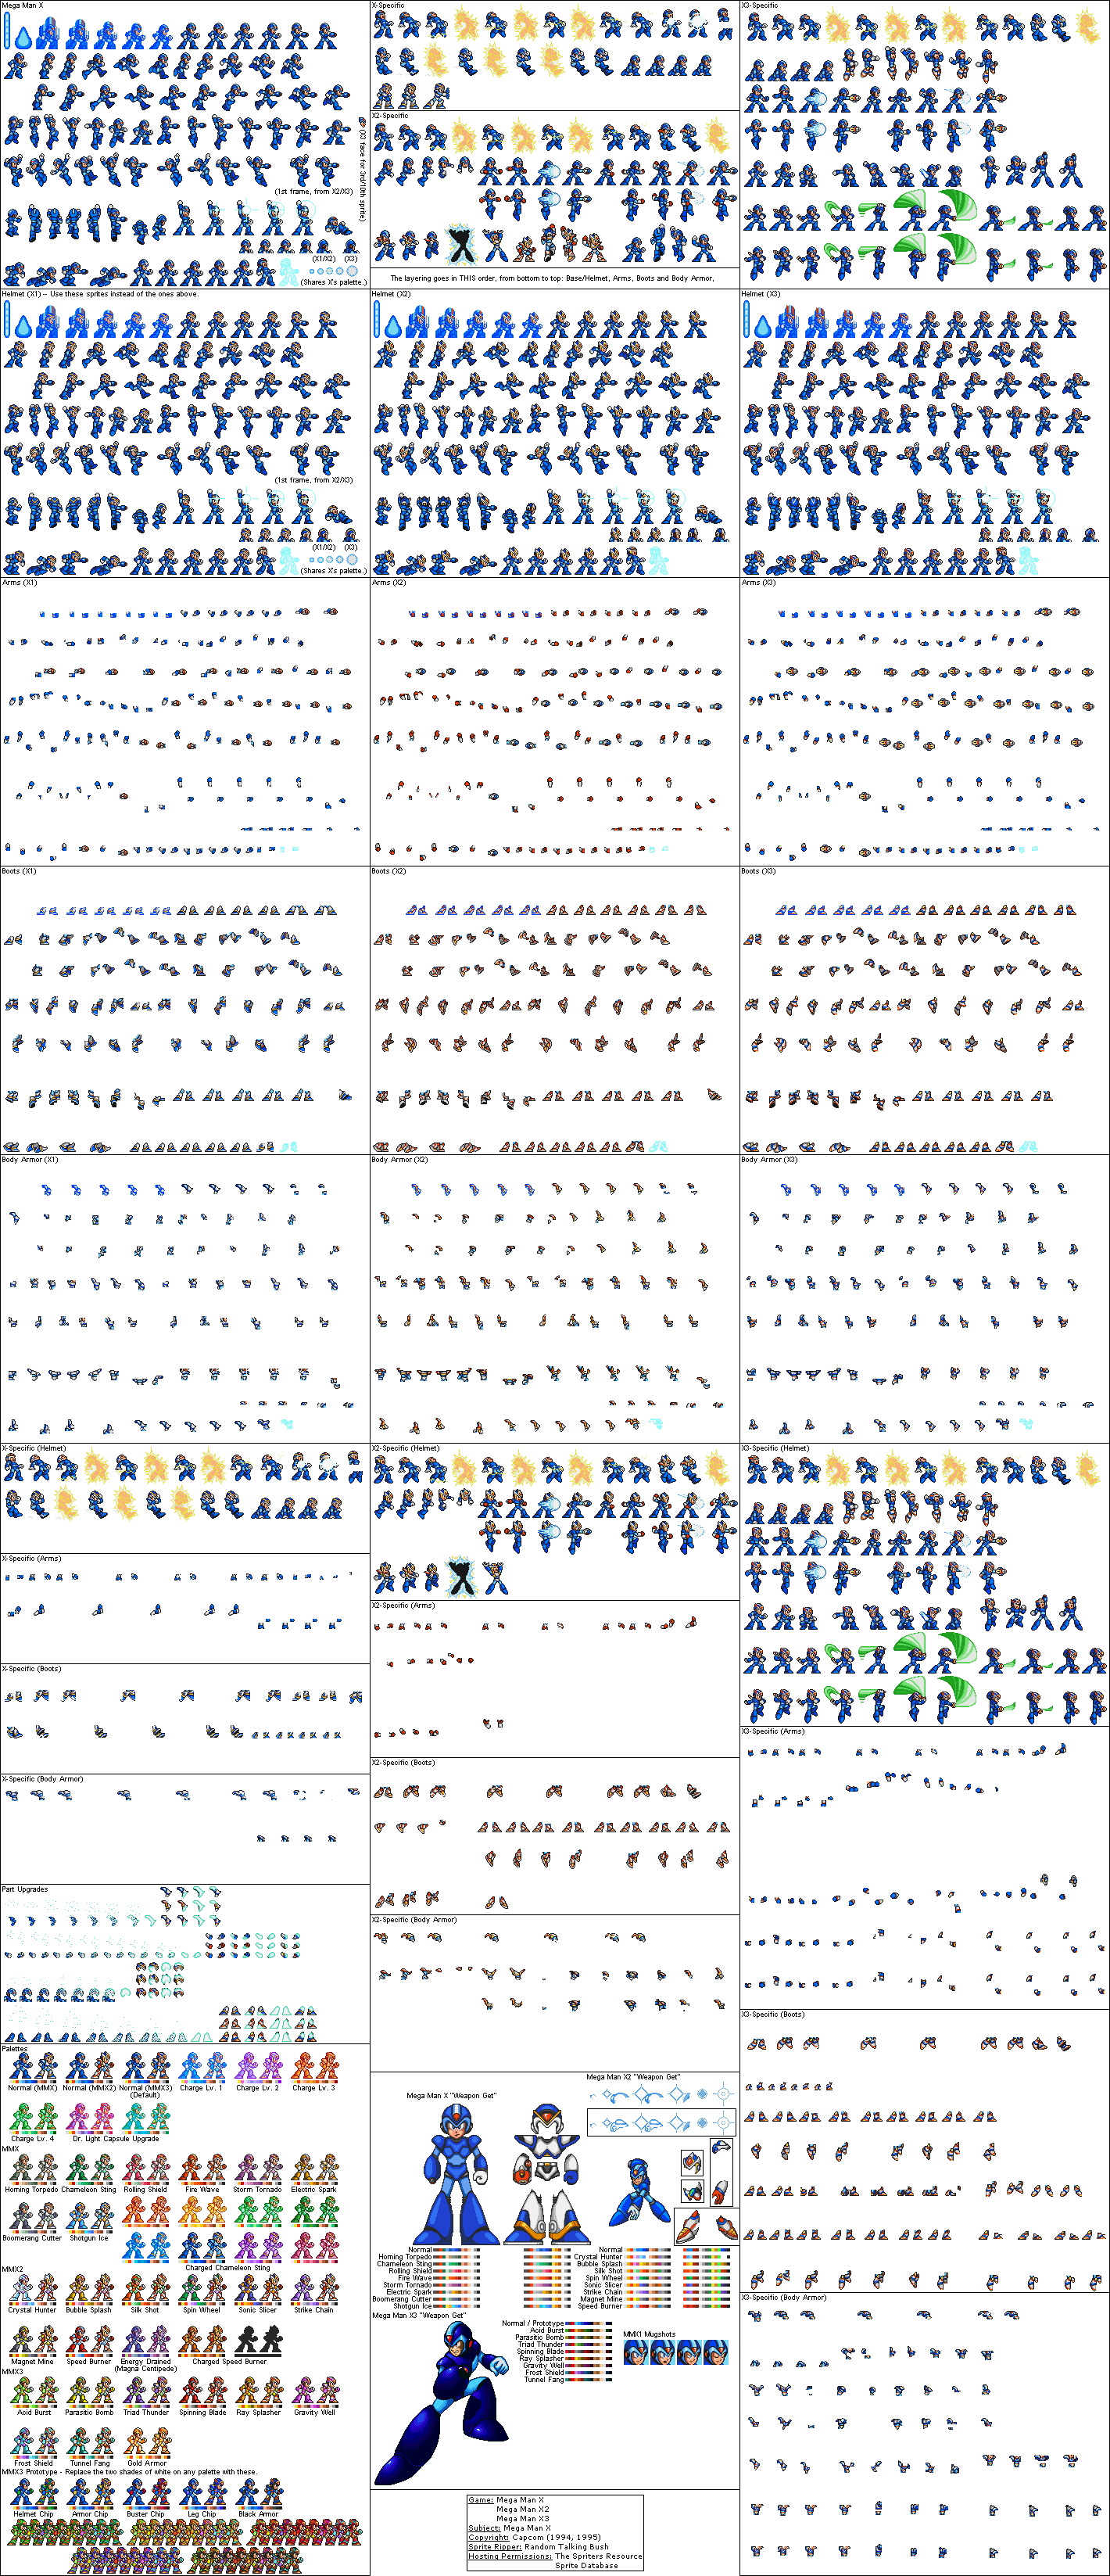 Mega Man X
(X3 face for 3rd/10th sprite)
(1st frame, from X2/X3)
(X1/X2) (X3)
(Shares X's palette.)
X-Specific
X2-Specific
The layering goes in THIS order, from bottom to top: Base/Helmet, Arms, Boots and Body Armor.
X3-Specific
Helmet (X1) -- Use these sprites instead of the ones above.
(1st frame, from X2/X3)
(X1/X2) (X3)
(Shares X's palette.)
Helmet (X2)
Helmet (X3)
Arms (X1)
Arms (X2)
Arms (X3)
Boots (X1)
Boots (X2)
Boots (X3)
Body Armor (X1)
Body Armor (X2)
Body Armor (X3)
X-Specific (Helmet)
X2-Specific (Helmet)
X3-Specific (Helmet)
X-Specific (Arms)
X2-Specific (Arms)
X-Specific (Boots)
X3-Specific (Arms)
X2-Specific (Boots)
X-Specific (Body Armor)
Part Upgrades
X2-Specific (Body Armor)
X3-Specific (Boots)
Palettes
Normal (MMX) Normal (MMX2) Normal (MMX3) Charge Lv. 1 Charge Lv. 2 Charge Lv. 3
(Default)
Charge Lv. 4 Dr. Light Capsule Upgrade
MMX
Homing Torpedo Chameleon Sting Rolling Shield Fire Wave Storm Tornado Electric Spark
Boomerang Cutter Shotgun Ice
Charged Chameleon Sting
MMX2
Crystal Hunter Bubble Splash Silk Shot Spin Wheel Sonic Slicer Strike Chain
Magnet Mine Speed Burner Energy Drained Charged Speed Burner
(Magna Centipede)
MMX3
Acid Burst Parasitic Bomb Triad Thunder Spinning Blade Ray Splasher Gravity Well
Frost Shield Tunnel Fang Gold Armor
MMX3 Prototype - Replace the two shades of white on any palette with these.
Helmet Chip Armor Chip Buster Chip Leg Chip Black Armor
Mega Man X "Weapon Get"
Mega Man X2 "Weapon Get"
Normal
Homing Torpedo
Chameleon Sting
Rolling Shield
Fire Wave
Storm Tornado
Electric Spark
Boomerang Cutter
Shotgun Ice
Normal
Crystal Hunter
Bubble Splash
Silk Shot
Spin Wheel
Sonic Slicer
Strike Chain
Magnet Mine
Speed Burner
Mega Man X3 "Weapon Get"
Normal / Prototype
Acid Burst
Parasitic Bomb
Triad Thunder
Spinning Blade
Ray Splasher
Gravity Well
Frost Shield
Tunnel Fang
MMX1 Mugshots
X3-Specific (Body Armor)
Game: Mega Man X
Mega Man X2
Mega Man X3
Subject: Mega Man X
Copyright: Capcom (1994, 1995)
Sprite Ripper: Random Talking Bush
Hosting Permissions: The Spriters Resource
Sprite Database